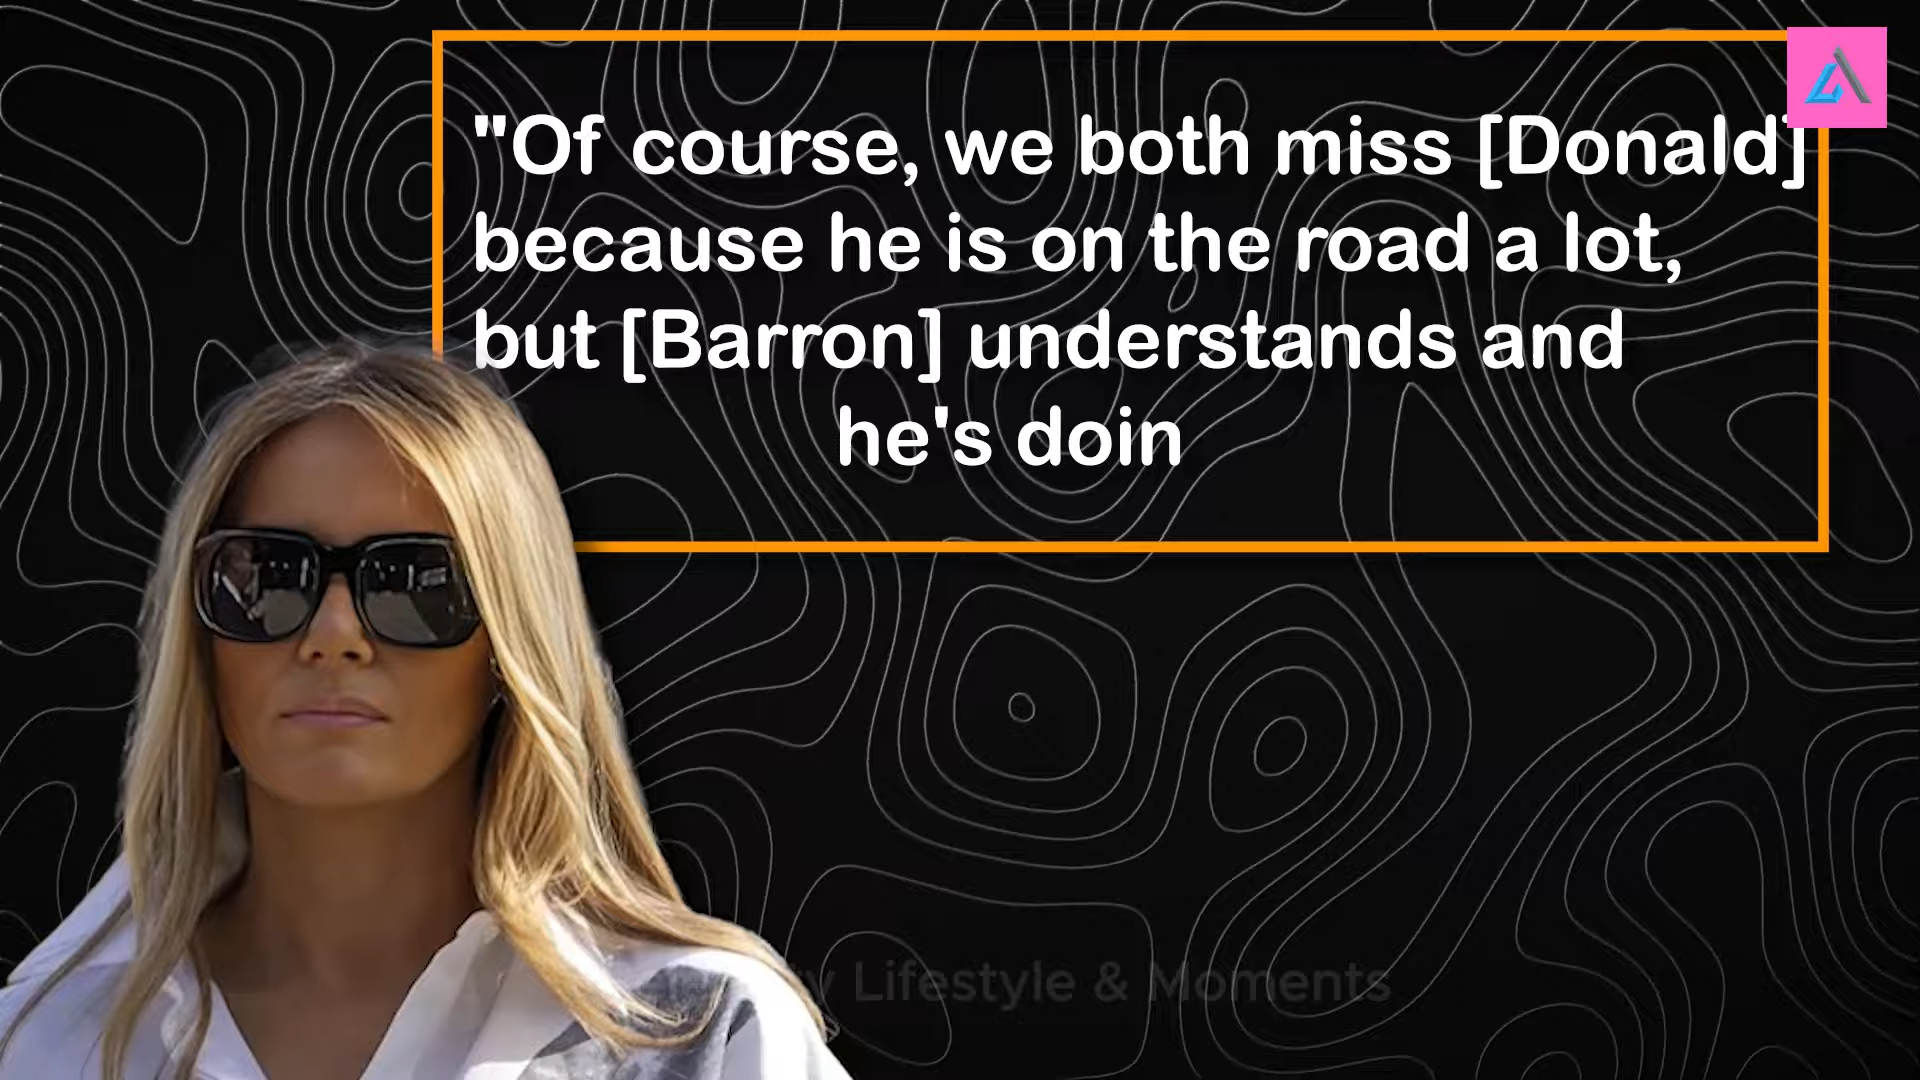 "Of course, we both miss [Donald]
because he is on the road a lot,
but [Barron] understands and
he's doin
Lifestyle & Moments